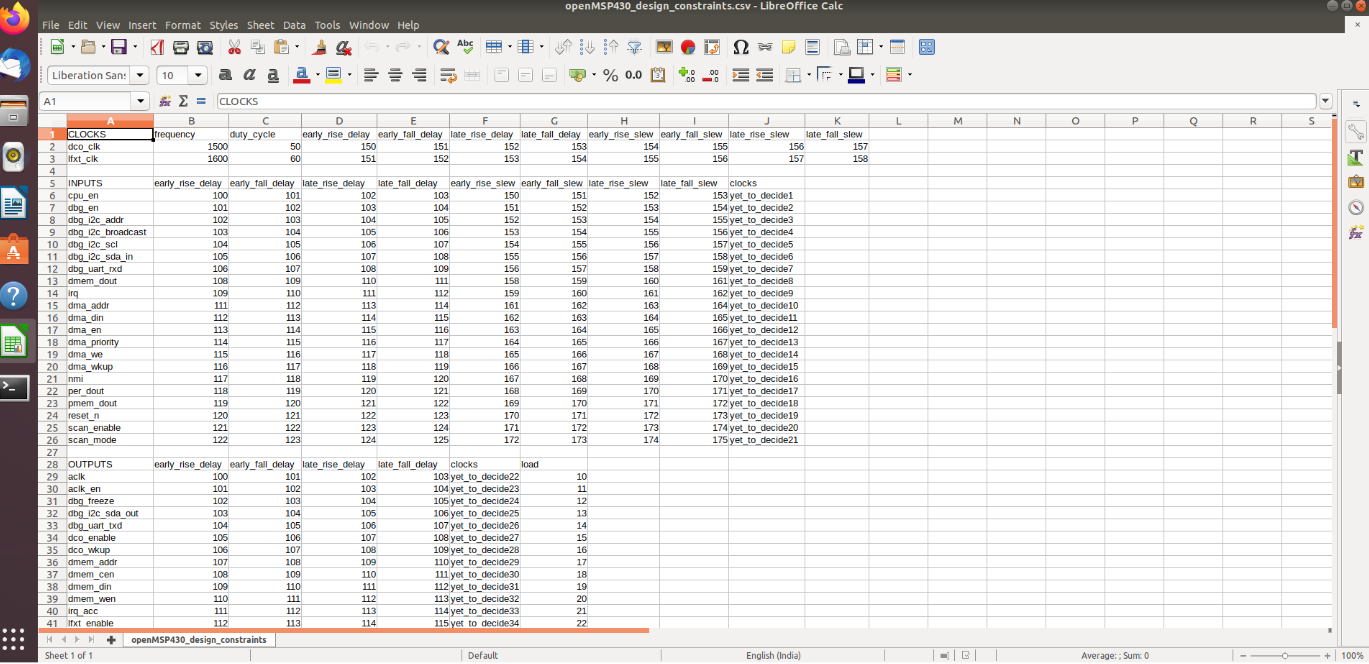 openMSP430_design_constraints.csv - LibreOffice Calc
File Edit View Insert Format Styles Sheet Data Tools Window Help
Liberation Sans 10
A1 CLOCKS
A B C D E F G H I J K L M N O P Q R S
1 CLOCKS frequency duty_cycle early_rise_delay early_fall_delay late_rise_delay late_fall_delay early_rise_slew early_fall_slew late_rise_slew late_fall_slew
2 dco_clk 1500 50 150 151 152 153 154 155 156 157
3 lfxt_clk 1600 60 151 152 153 154 155 156 157 158
4
5 INPUTS early_rise_delay early_fall_delay late_rise_delay late_fall_delay early_rise_slew early_fall_slew late_rise_slew late_fall_slew clocks
6 cpu_en 100 101 102 103 150 151 152 153 yet_to_decide1
7 dbg_en 101 102 103 104 151 152 153 154 yet_to_decide2
8 dbg_i2c_addr 102 103 104 105 152 153 154 155 yet_to_decide3
9 dbg_i2c_broadcast 103 104 105 106 153 154 155 156 yet_to_decide4
10 dbg_i2c_scl 104 105 106 107 154 155 156 157 yet_to_decide5
11 dbg_i2c_sda_in 105 106 107 108 155 156 157 158 yet_to_decide6
12 dbg_uart_rxd 106 107 108 109 156 157 158 159 yet_to_decide7
13 dmem_dout 108 109 110 111 158 159 160 161 yet_to_decide8
14 irq 109 110 111 112 159 160 161 162 yet_to_decide9
15 dma_addr 111 112 113 114 161 162 163 164 yet_to_decide10
16 dma_din 112 113 114 115 162 163 164 165 yet_to_decide11
17 dma_en 113 114 115 116 163 164 165 166 yet_to_decide12
18 dma_priority 114 115 116 117 164 165 166 167 yet_to_decide13
19 dma_we 115 116 117 118 165 166 167 168 yet_to_decide14
20 dma_wkup 116 117 118 119 166 167 168 169 yet_to_decide15
21 nmi 117 118 119 120 167 168 169 170 yet_to_decide16
22 per_dout 118 119 120 121 168 169 170 171 yet_to_decide17
23 pmem_dout 119 120 121 122 169 170 171 172 yet_to_decide18
24 reset_n 120 121 122 123 170 171 172 173 yet_to_decide19
25 scan_enable 121 122 123 124 171 172 173 174 yet_to_decide20
26 scan_mode 122 123 124 125 172 173 174 175 yet_to_decide21
27
28 OUTPUTS early_rise_delay early_fall_delay late_rise_delay late_fall_delay clocks load
29 aclk 100 101 102 103 yet_to_decide22 10
30 aclk_en 101 102 103 104 yet_to_decide23 11
31 dbg_freeze 102 103 104 105 yet_to_decide24 12
32 dbg_i2c_sda_out 103 104 105 106 yet_to_decide25 13
33 dbg_uart_txd 104 105 106 107 yet_to_decide26 14
34 dco_enable 105 106 107 108 yet_to_decide27 15
35 dco_wkup 106 107 108 109 yet_to_decide28 16
36 dmem_addr 107 108 109 110 yet_to_decide29 17
37 dmem_cen 108 109 110 111 yet_to_decide30 18
38 dmem_din 109 110 111 112 yet_to_decide31 19
39 dmem_wen 110 111 112 113 yet_to_decide32 20
40 irq_acc 111 112 113 114 yet_to_decide33 21
41 lfxt_enable 112 113 114 115 yet_to_decide34 22
openMSP430_design_constraints
Sheet 1 of 1 Default English (India) Average: ; Sum: 0 100%